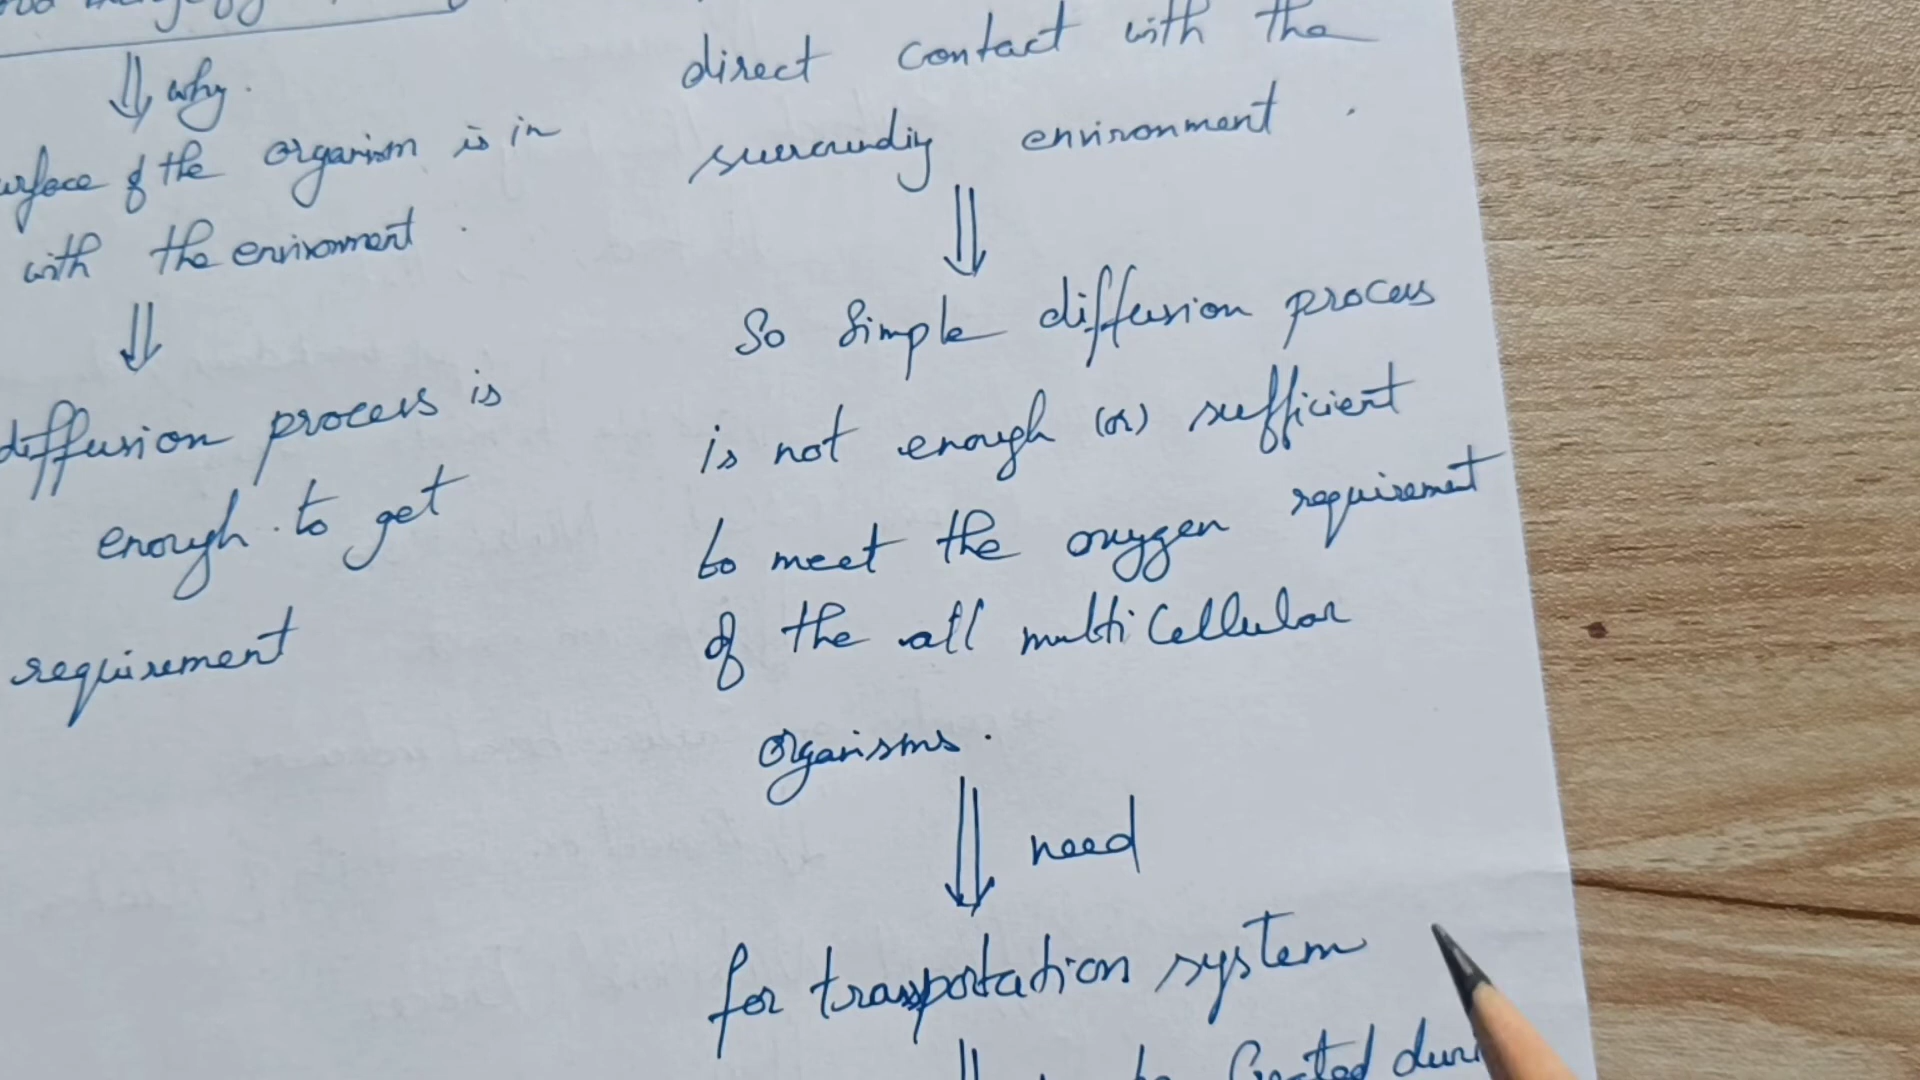 why.
of the organism is in
with the environment.
diffusion process is
enough to get
requirement
direct contact with the
surroundig environment.
So simple diffusion process
is not enough (or) sufficient
to meet the oxygen requirement
of the all multicellular
organisms.
need
for transportation system